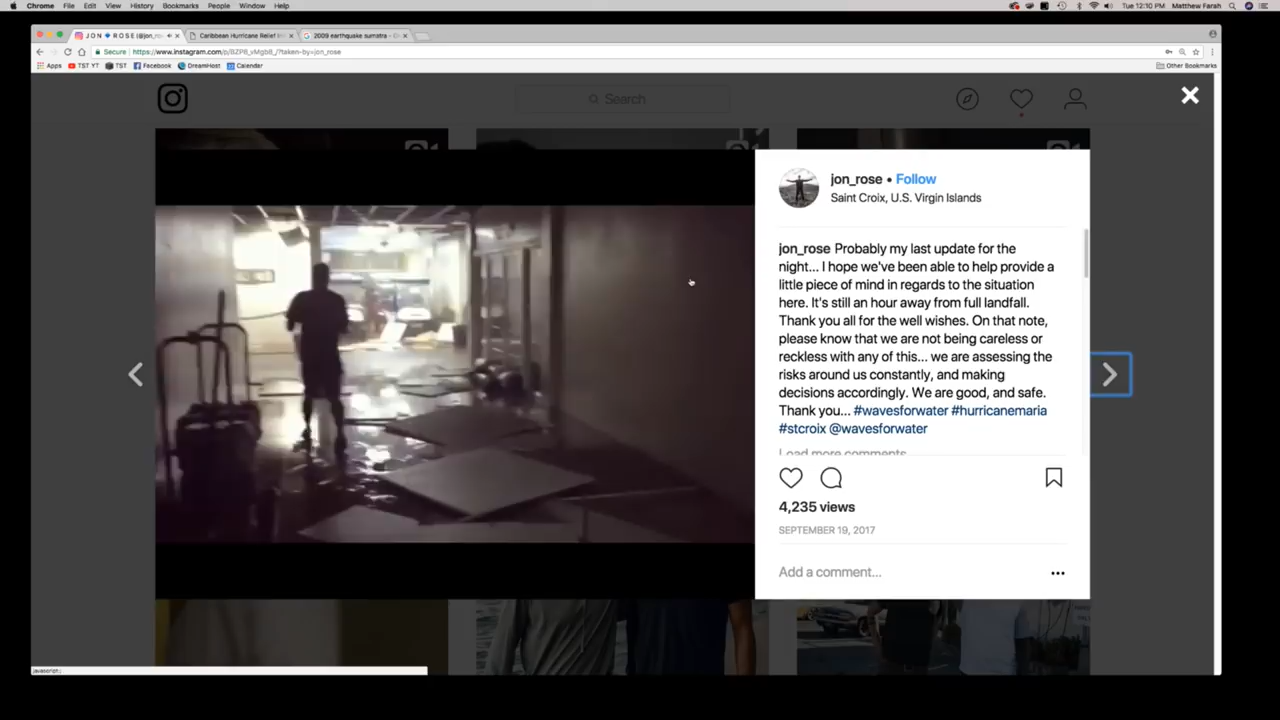 Chrome File Edit View History Bookmarks People Window Help Tue 12:10 PM Matthew Farah
J O N R O S E (@jon_ro Caribbean Hurricane Relief 2009 earthquake sumatra -
Secure https://www.instagram.com/p/BZP6_vMgb8_/?taken-by=jon_rose
Apps TST YT TST Facebook DreamHost Calender Other Bookmarks
Search
jon_rose • Follow
Saint Croix, U.S. Virgin Islands
jon_rose Probably my last update for the
night... I hope we've been able to help provide a
little piece of mind in regards to the situation
here. It's still an hour away from full landfall.
Thank you all for the well wishes. On that note,
please know that we are not being careless or
reckless with any of this... we are assessing the
risks around us constantly, and making
decisions accordingly. We are good, and safe.
Thank you... #wavesforwater #hurricanemaria
#stcroix @wavesforwater
Load more comments
4,235 views
SEPTEMBER 19, 2017
Add a comment...
javascript:;